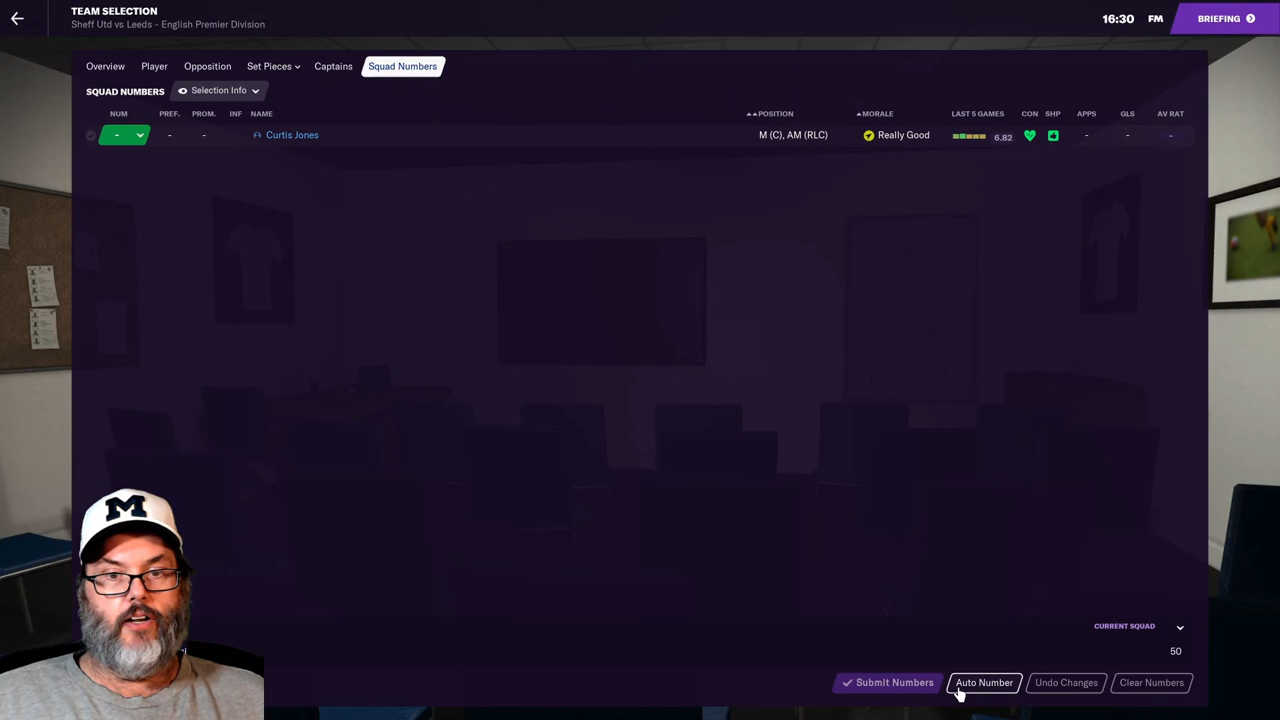 TEAM SELECTION
Sheff Utd vs Leeds - English Premier Division
16:30 FM BRIEFING
Overview Player Opposition Set Pieces Captains Squad Numbers
SQUAD NUMBERS Selection Info
NUM PREF. PROM. INF NAME POSITION MORALE LAST 5 GAMES CON SHP APPS GLS AV RAT
- - - Curtis Jones M (C), AM (RLC) Really Good 6.82 - - -
CURRENT SQUAD
50
Submit Numbers Auto Number Undo Changes Clear Numbers
M